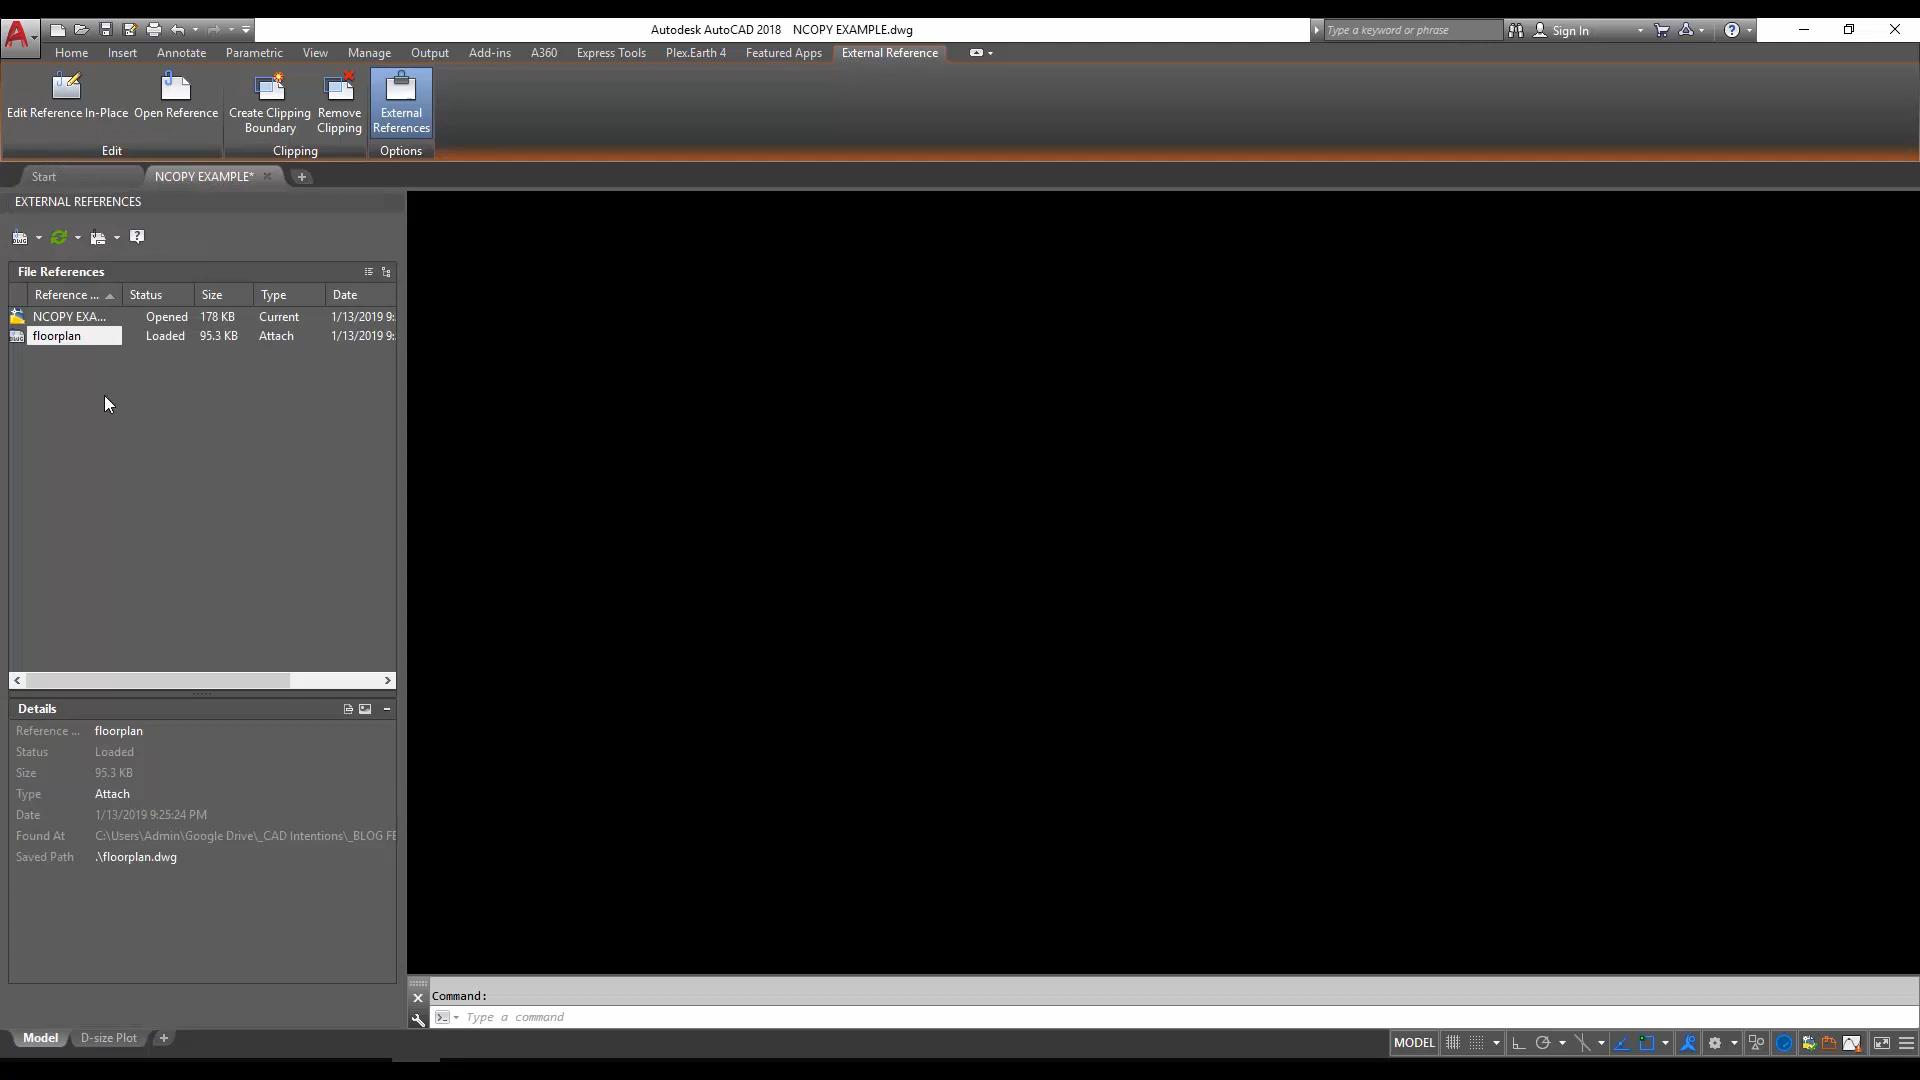 Autodesk AutoCAD 2018 NCOPY EXAMPLE.dwg
Type a keyword or phrase
Sign In
Home Insert Annotate Parametric View Manage Output Add-ins A360 Express Tools Plex.Earth 4 Featured Apps External Reference
Edit Reference In-Place Open Reference Create Clipping Boundary Remove Clipping External References
Edit Clipping Options
Start NCOPY EXAMPLE*
EXTERNAL REFERENCES
File References
Reference ... Status Size Type Date
NCOPY EXA... Opened 178 KB Current 1/13/2019 9:
floorplan Loaded 95.3 KB Attach 1/13/2019 9:
Details
Reference ... floorplan
Status Loaded
Size 95.3 KB
Type Attach
Date 1/13/2019 9:25:24 PM
Found At C:\Users\Admin\Google Drive\_CAD Intentions\_BLOG FE
Saved Path .\floorplan.dwg
Command:
Type a command
Model D-size Plot
MODEL